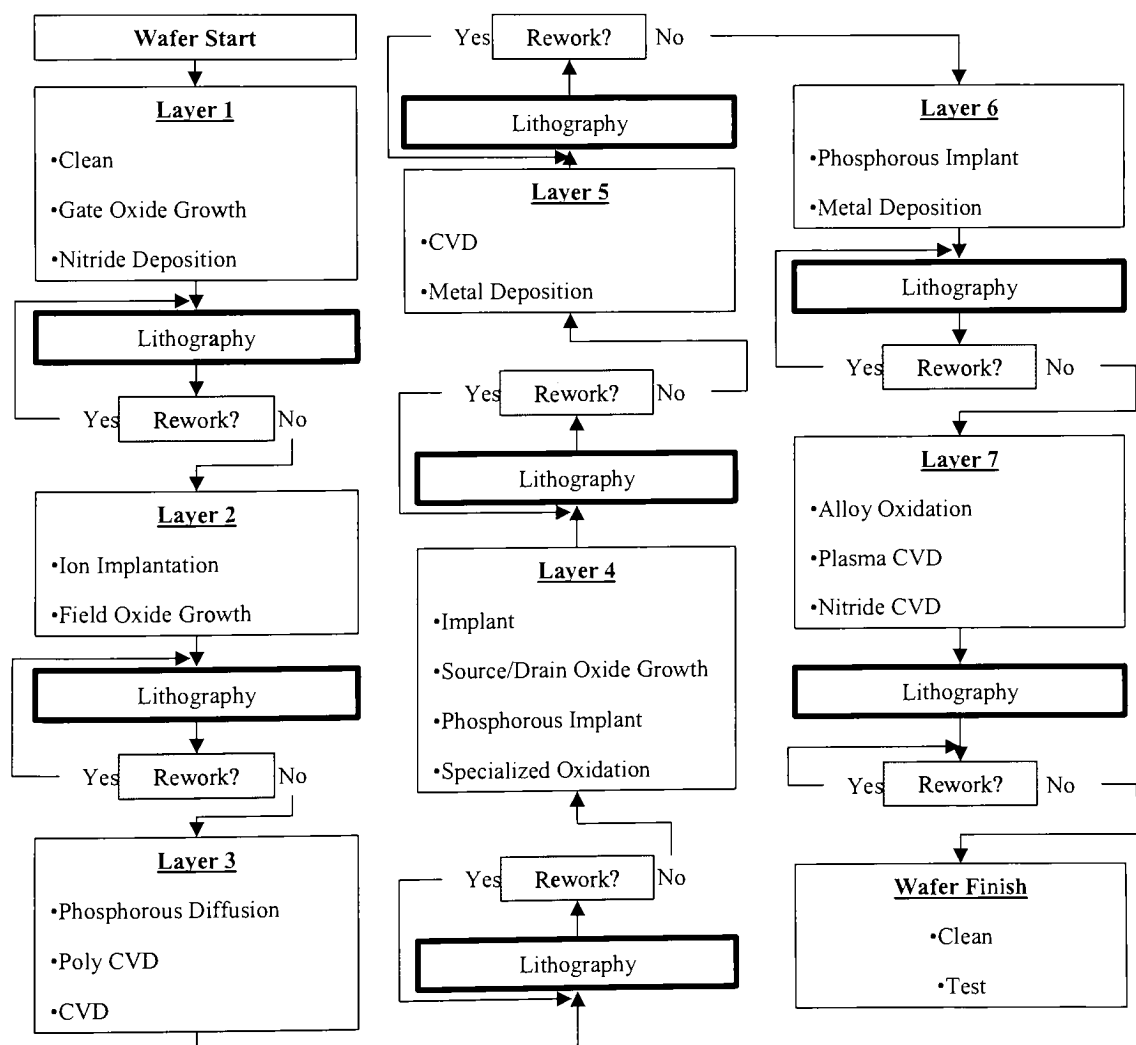 Wafer Start
Layer 1
•Clean
•Gate Oxide Growth
•Nitride Deposition
Lithography
Yes Rework? No
Layer 2
•Ion Implantation
•Field Oxide Growth
Lithography
Yes Rework? No
Layer 3
•Phosphorous Diffusion
•Poly CVD
•CVD
Lithography
Yes Rework? No
Layer 4
•Implant
•Source/Drain Oxide Growth
•Phosphorous Implant
•Specialized Oxidation
Lithography
Yes Rework? No
Layer 5
•CVD
•Metal Deposition
Lithography
Yes Rework? No
Layer 6
•Phosphorous Implant
•Metal Deposition
Lithography
Yes Rework? No
Layer 7
•Alloy Oxidation
•Plasma CVD
•Nitride CVD
Lithography
Yes Rework? No
Wafer Finish
•Clean
•Test